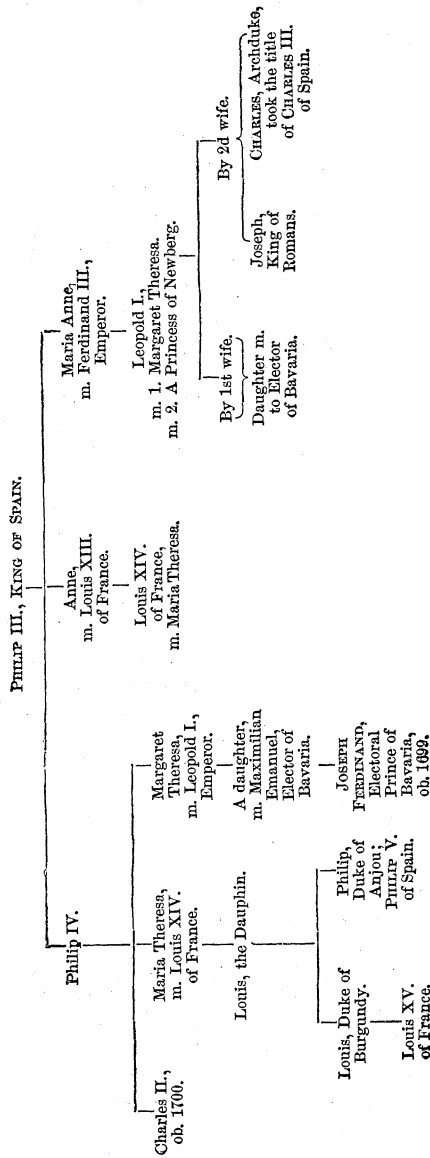 PHILIP III., KING OF SPAIN.
Philip IV.
Anne,
m. Louis XIII.
of France.
Maria Anne,
m. Ferdinand III.,
Emperor.
Louis XIV.
of France,
m. Maria Theresa.
Leopold I.,
m. 1. Margaret Theresa.
m. 2. A Princess of Newberg.
Charles II.,
ob. 1700.
Maria Theresa,
m. Louis XIV.
of France.
Margaret
Theresa,
m. Leopold I.,
Emperor.
By 1st wife.
By 2d wife.
Daughter m.
to Elector
of Bavaria.
Joseph,
King of
Romans.
CHARLES, Archduke,
took the title
of CHARLES III.
of Spain.
Louis, the Dauphin.
A daughter,
m. Maximilian
Emanuel,
Elector of
Bavaria.
Louis, Duke of
Burgundy.
Philip,
Duke of
Anjou;
PHILIP V.
of Spain.
JOSEPH
FERDINAND,
Electoral
Prince of
Bavaria,
ob. 1699.
Louis XV.
of France.